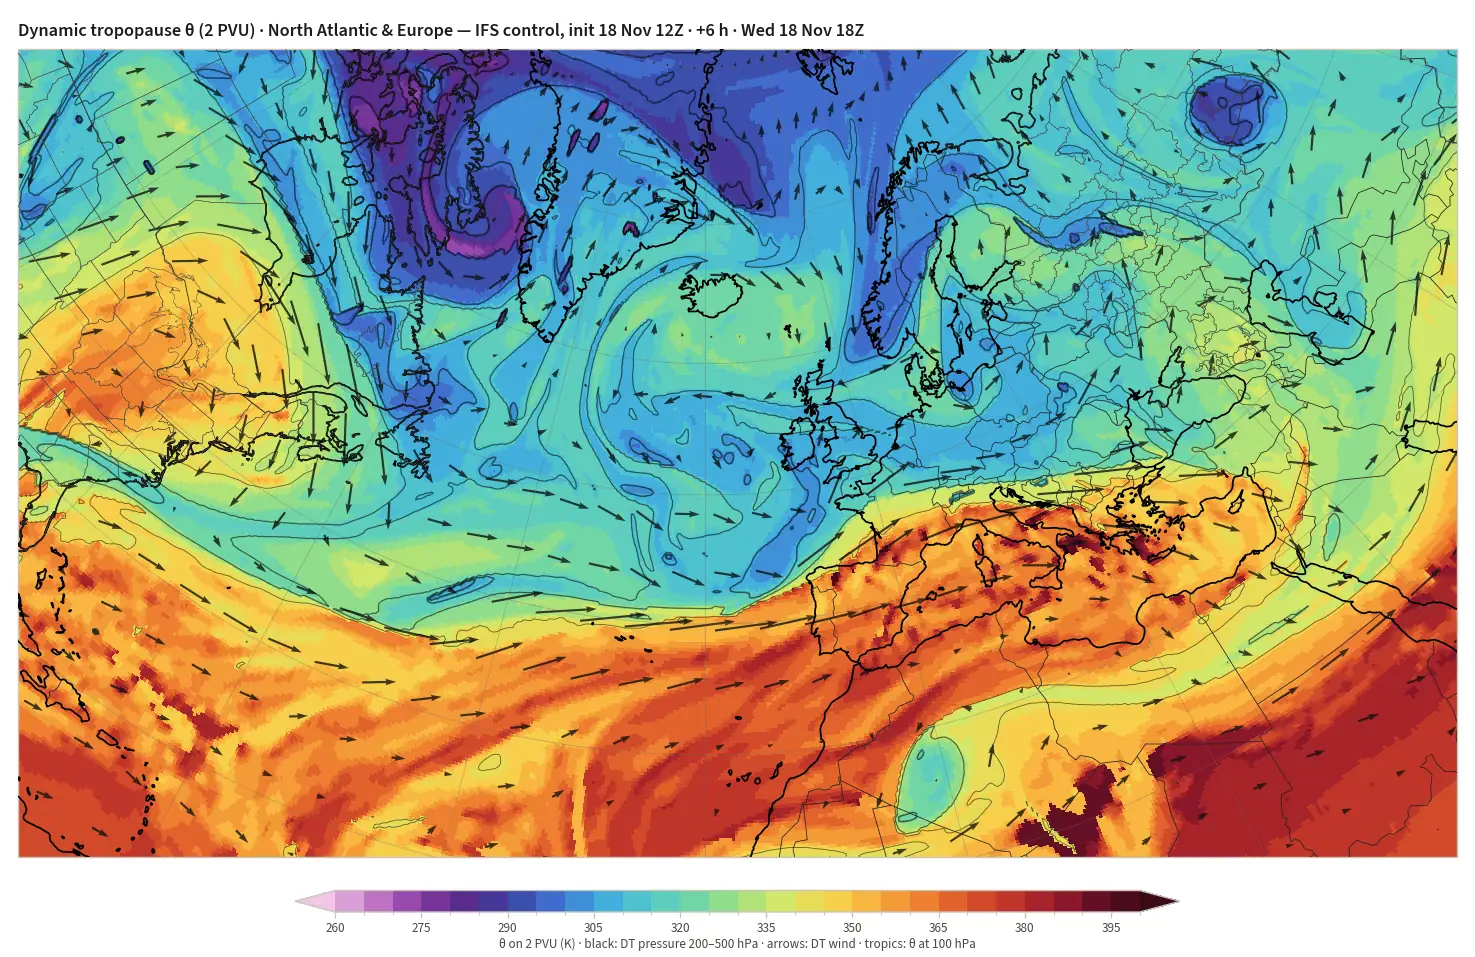 Dynamic tropopause θ (2 PVU) · North Atlantic & Europe — IFS control, init 18 Nov 12Z · +6 h · Wed 18 Nov 18Z
260 275 290 305 320 335 350 365 380 395
θ on 2 PVU (K) · black: DT pressure 200–500 hPa · arrows: DT wind · tropics: θ at 100 hPa